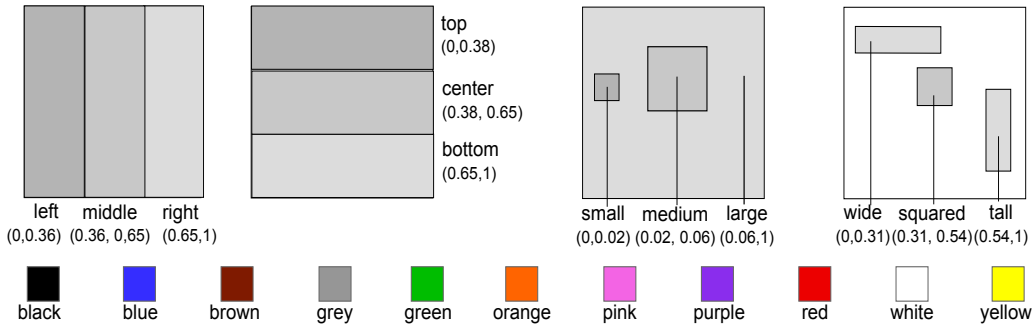 top
(0,0.38)
center
(0.38, 0.65)
bottom
(0.65,1)
left middle right
(0,0.36) (0.36, 0,65) (0.65,1)
small medium large
(0,0.02) (0.02, 0.06) (0.06,1)
wide squared tall
(0,0.31) (0.31, 0.54) (0.54,1)
black blue brown grey green orange pink purple red white yellow